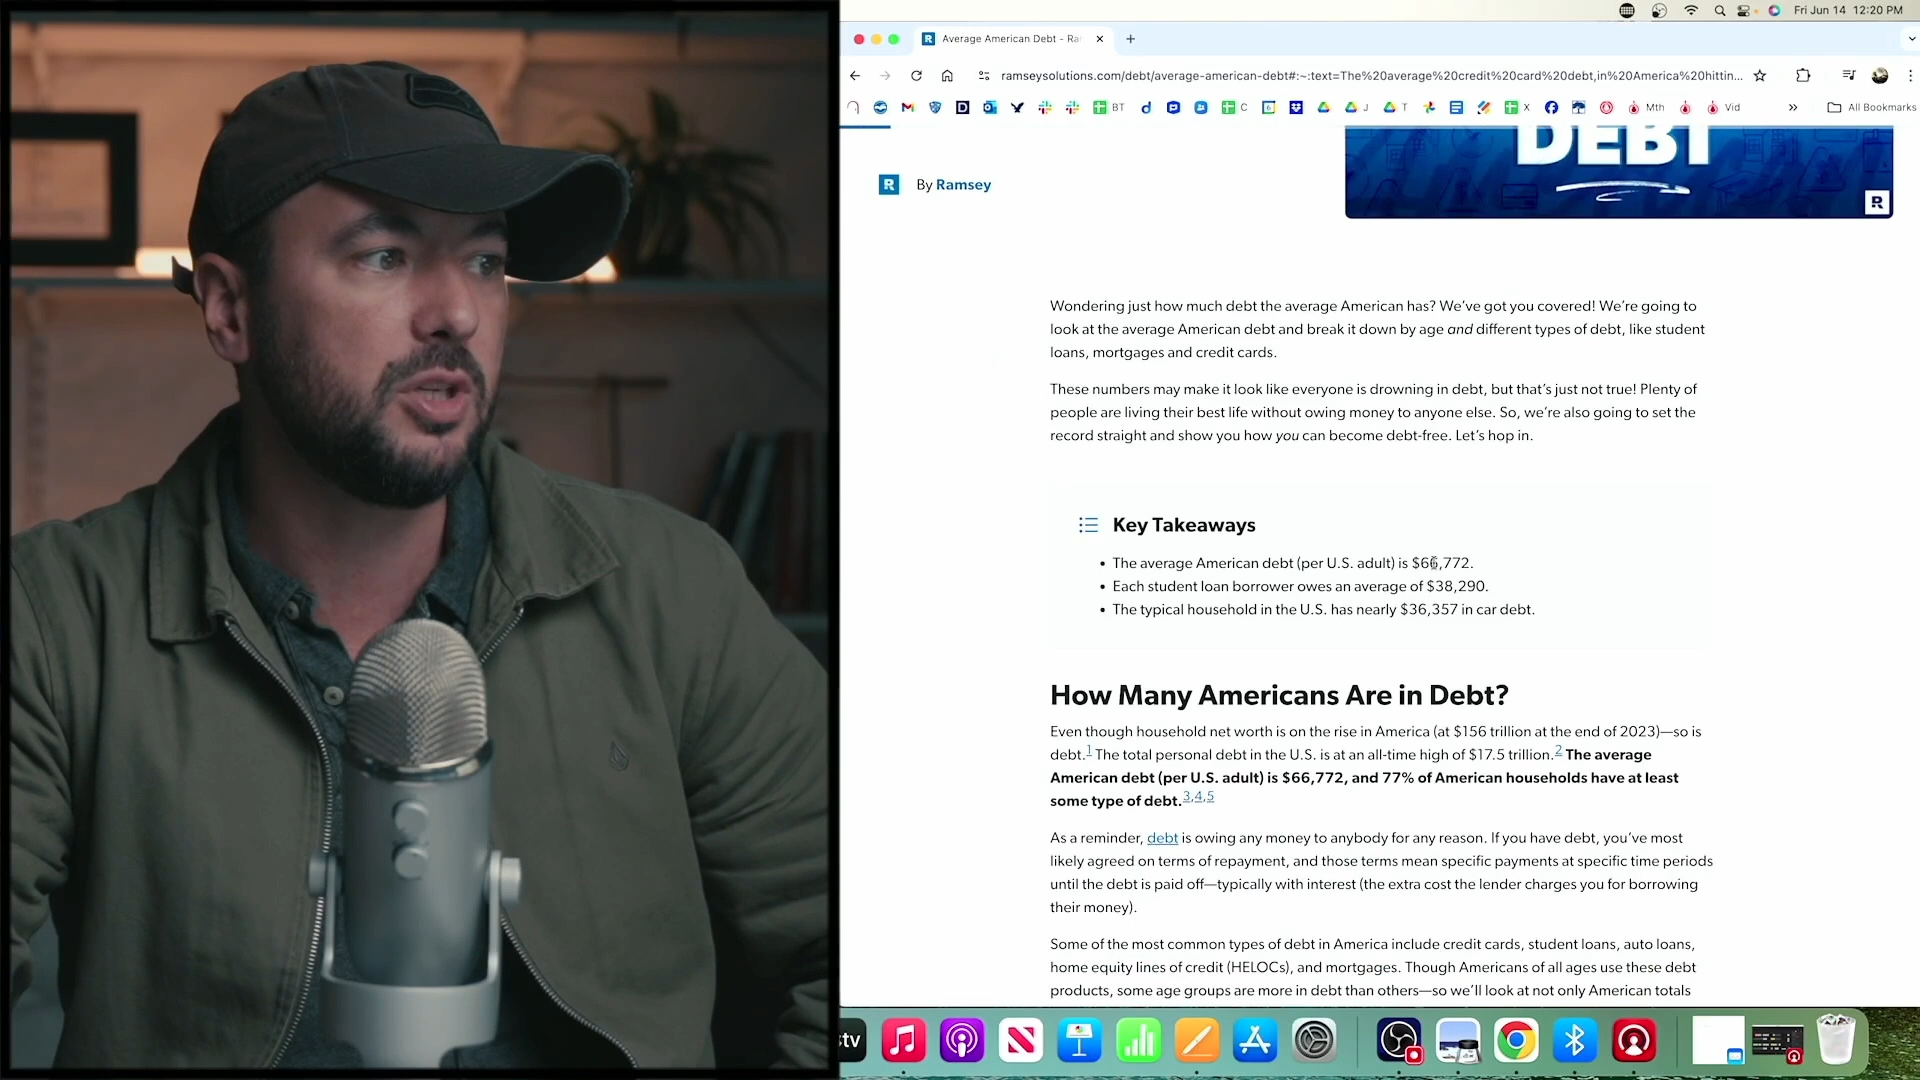 Fri Jun 14 12:20 PM
Average American Debt - Ra
ramseysolutions.com/debt/average-american-debt#:~:text=The%20average%20credit%20card%20debt,in%20America%20hittin...
BT
C
J
T
X
Mth
Vid
All Bookmarks
DEBT
R
R By Ramsey
Wondering just how much debt the average American has? We’ve got you covered! We’re going to
look at the average American debt and break it down by age and different types of debt, like student
loans, mortgages and credit cards.
These numbers may make it look like everyone is drowning in debt, but that’s just not true! Plenty of
people are living their best life without owing money to anyone else. So, we’re also going to set the
record straight and show you how you can become debt-free. Let’s hop in.
Key Takeaways
• The average American debt (per U.S. adult) is $66,772.
• Each student loan borrower owes an average of $38,290.
• The typical household in the U.S. has nearly $36,357 in car debt.
How Many Americans Are in Debt?
Even though household net worth is on the rise in America (at $156 trillion at the end of 2023)—so is
debt.1 The total personal debt in the U.S. is at an all-time high of $17.5 trillion.2 The average
American debt (per U.S. adult) is $66,772, and 77% of American households have at least
some type of debt.3,4,5
As a reminder, debt is owing any money to anybody for any reason. If you have debt, you’ve most
likely agreed on terms of repayment, and those terms mean specific payments at specific time periods
until the debt is paid off—typically with interest (the extra cost the lender charges you for borrowing
their money).
Some of the most common types of debt in America include credit cards, student loans, auto loans,
home equity lines of credit (HELOCs), and mortgages. Though Americans of all ages use these debt
products, some age groups are more in debt than others—so we’ll look at not only American totals
tv